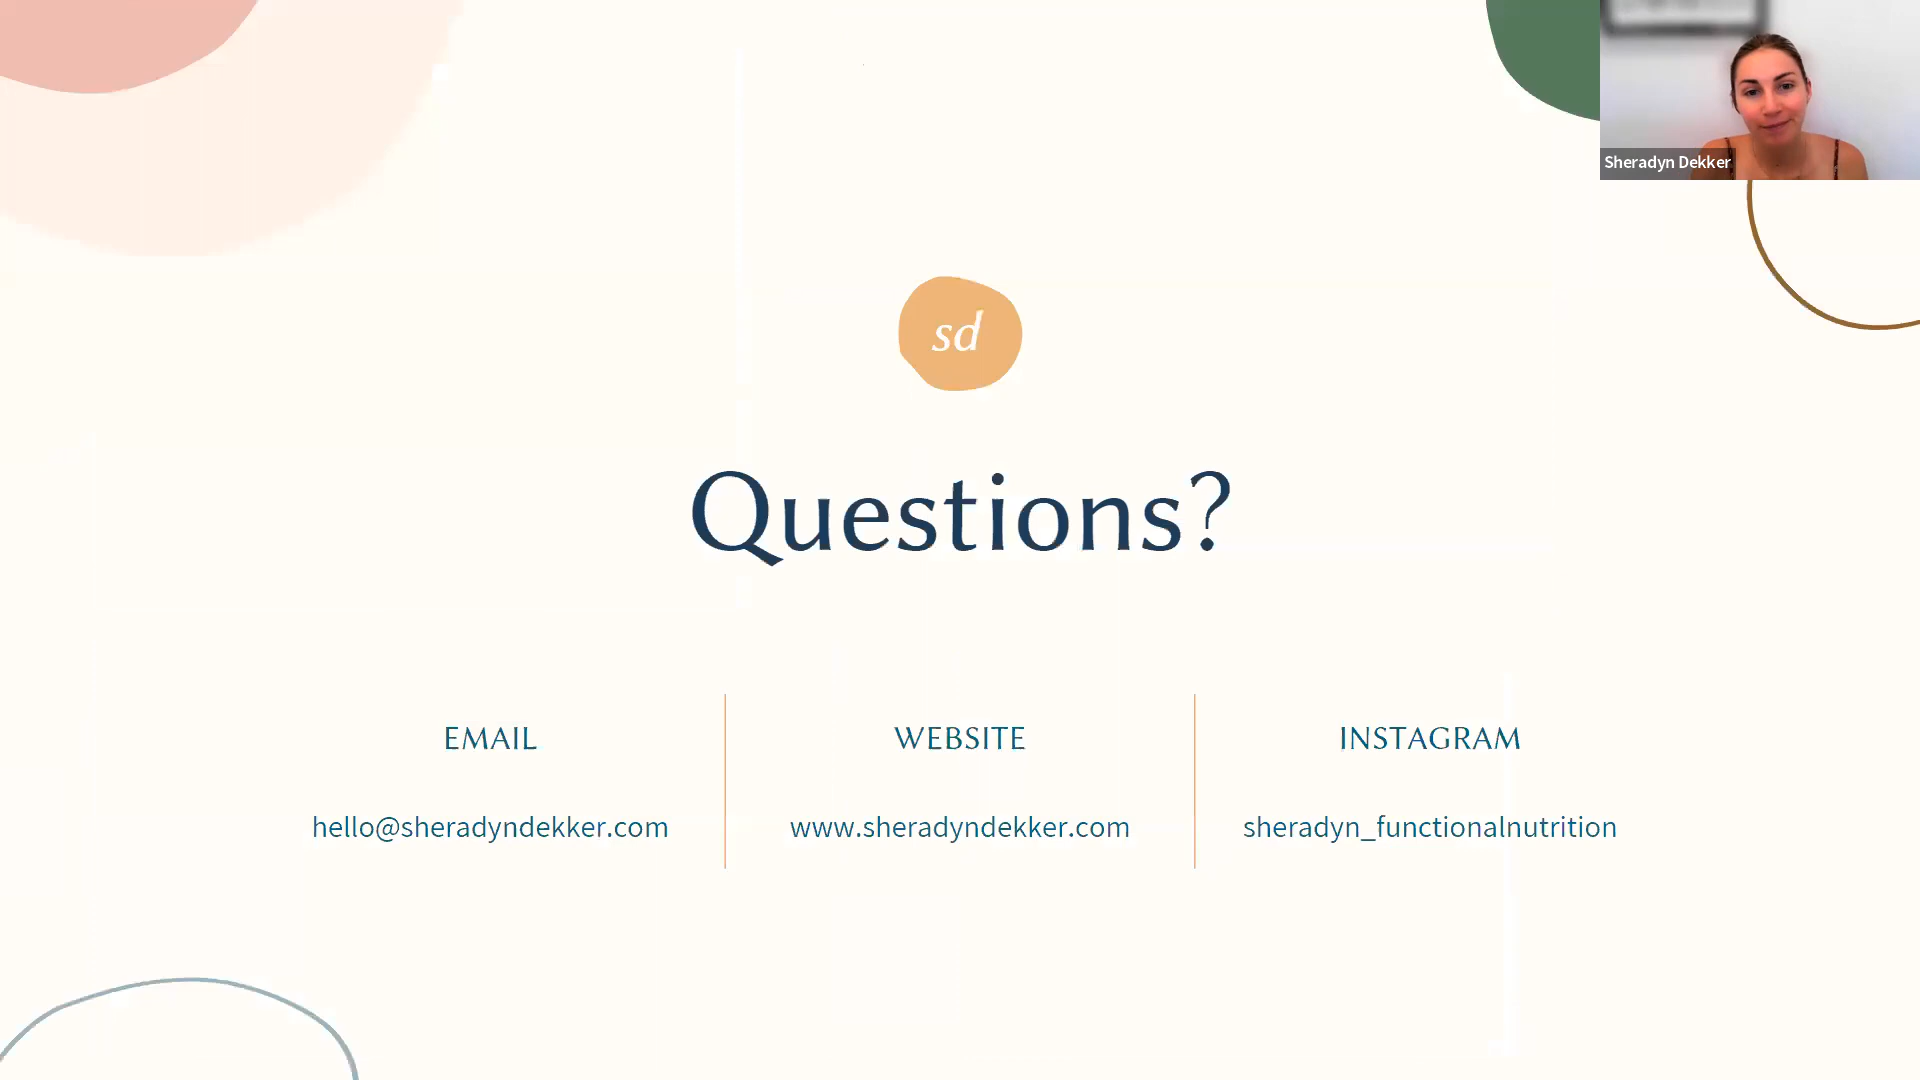 Sheradyn Dekker
sd
Questions?
EMAIL
hello@sheradyndekker.com
WEBSITE
www.sheradyndekker.com
INSTAGRAM
sheradyn_functionalnutrition